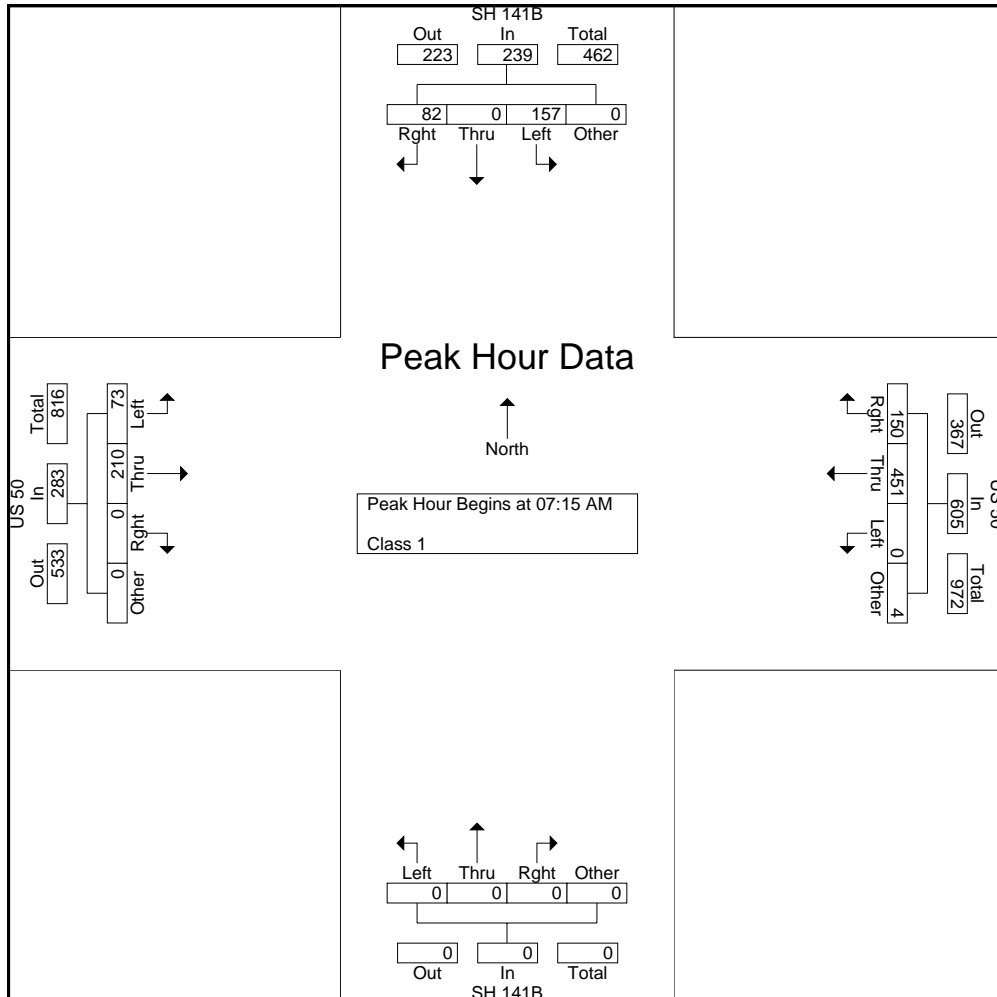 SH 141B
Out In Total
223 239 462
82 0 157 0
Rght Thru Left Other
Peak Hour Data
North
Peak Hour Begins at 07:15 AM
Class 1
US 50
Out In Total
533 283 816
Left Thru Rght Other
73 210 0 0
Out In Total
367 605 972
Rght Thru Left Other
150 451 0 4
Left Thru Rght Other
0 0 0 0
0 0 0
Out In Total
SH 141B